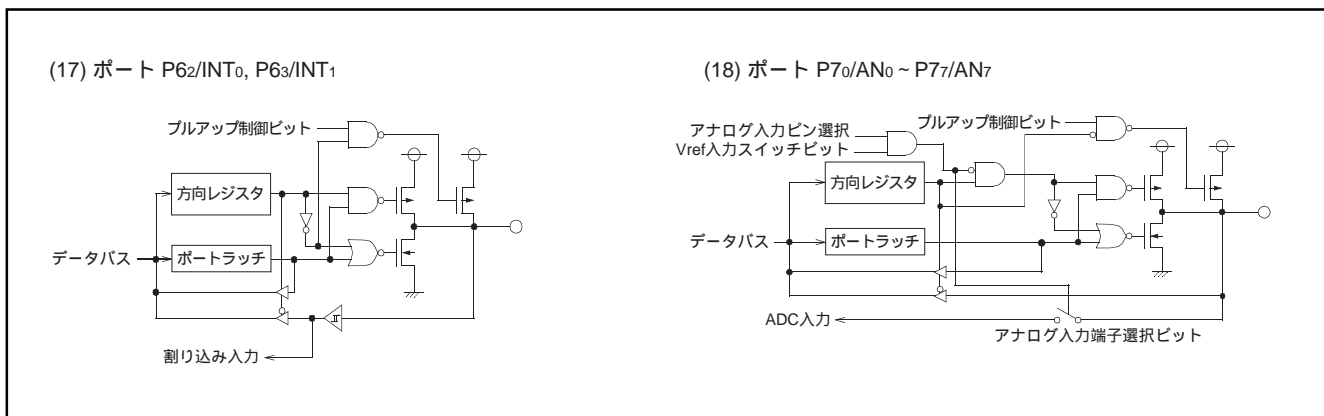 (17) ポート P62/INT0, P63/INT1
プルアップ制御ビット
方向レジスタ
データバス
ポートラッチ
割り込み入力
(18) ポート P70/AN0 ~ P77/AN7
アナログ入力ピン選択
Vref入力スイッチビット
プルアップ制御ビット
方向レジスタ
データバス
ポートラッチ
ADC入力
アナログ入力端子選択ビット